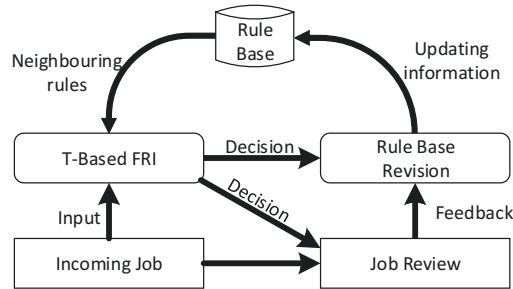 Rule
Base
Neighbouring
rules
Updating
information
T-Based FRI
Decision
Rule Base
Revision
Decision
Input
Feedback
Incoming Job
Job Review